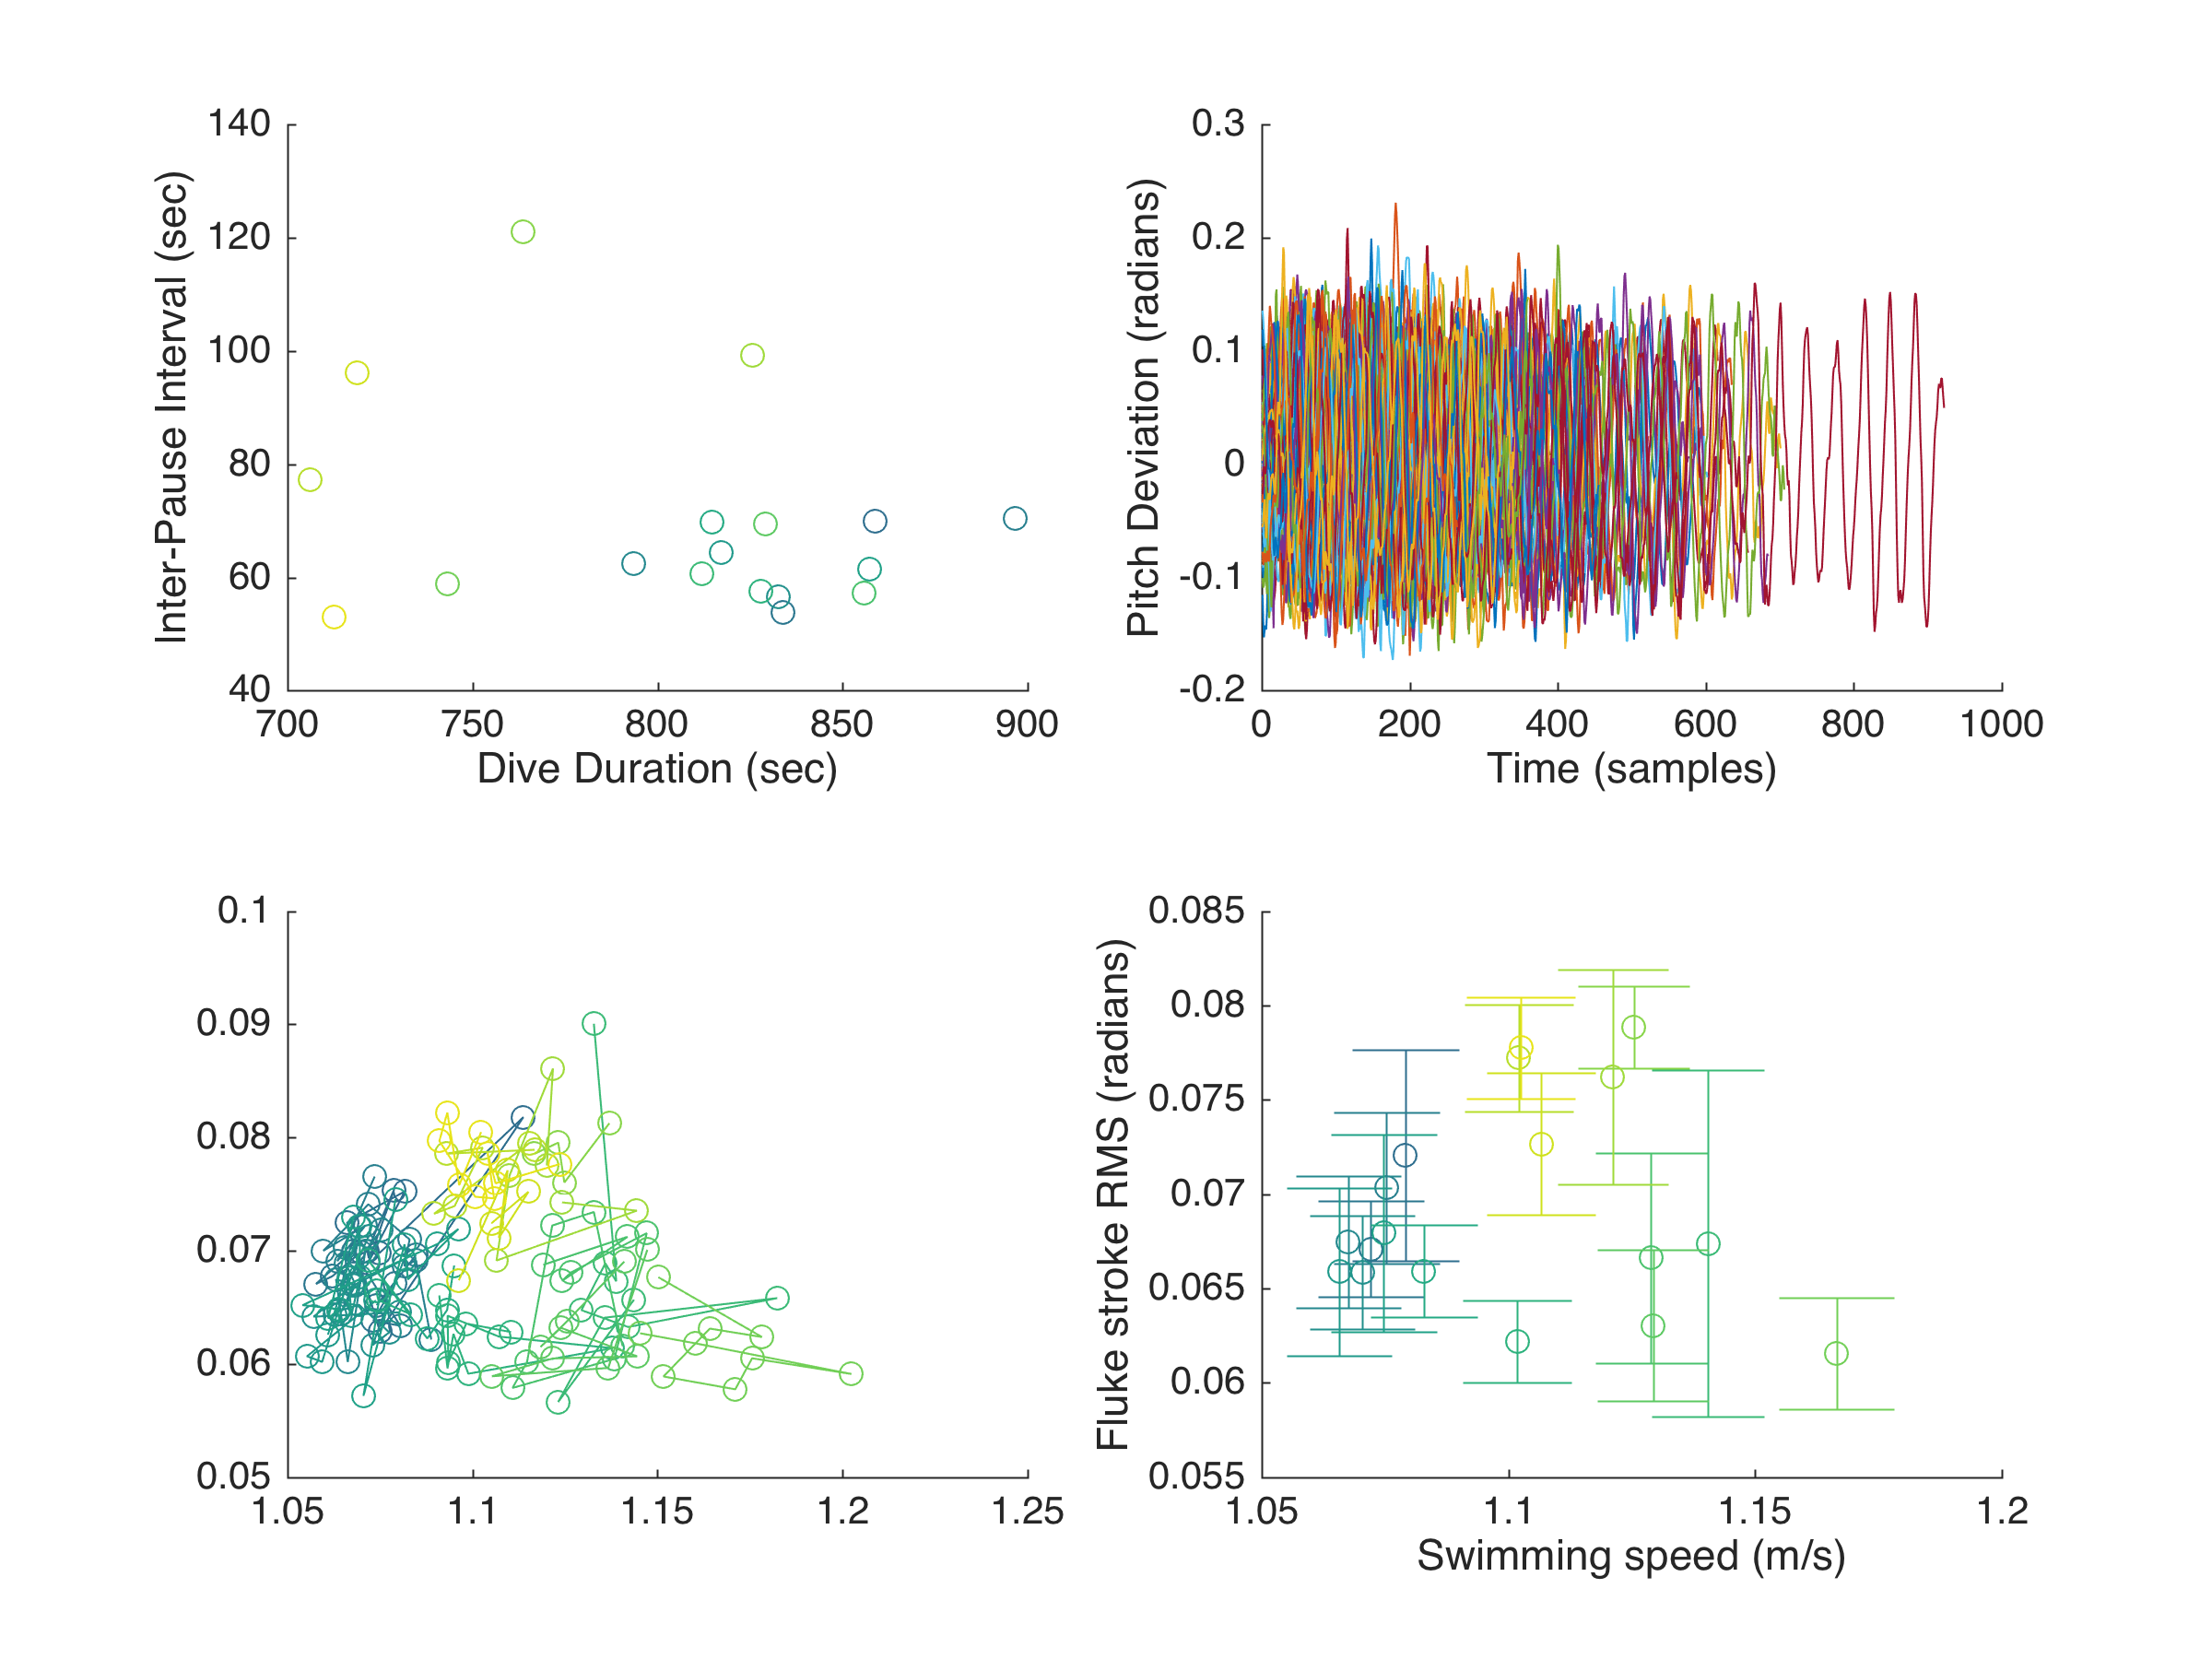 140
120
100
80
60
40
700 750 800 850 900
Inter-Pause Interval (sec)
Dive Duration (sec)
0.3
0.2
0.1
0
-0.1
-0.2
0 200 400 600 800 1000
Pitch Deviation (radians)
Time (samples)
0.1
0.09
0.08
0.07
0.06
0.05
1.05 1.1 1.15 1.2 1.25
0.085
0.08
0.075
0.07
0.065
0.06
0.055
1.05 1.1 1.15 1.2
Fluke stroke RMS (radians)
Swimming speed (m/s)